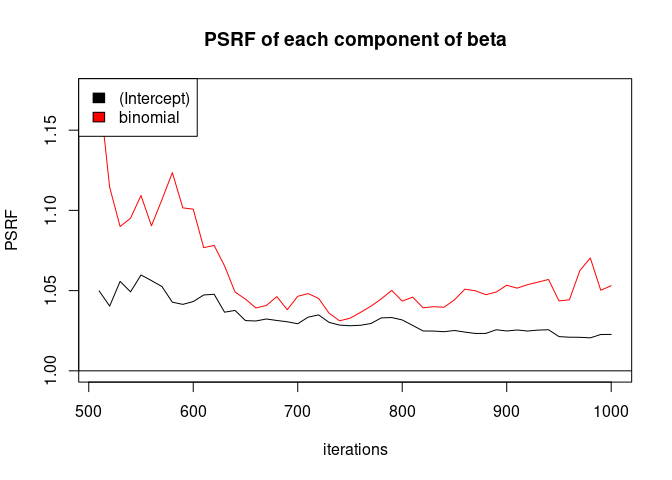 PSRF of each component of beta
(Intercept)
binomial
PSRF
1.15
1.10
1.05
1.00
500 600 700 800 900 1000
iterations